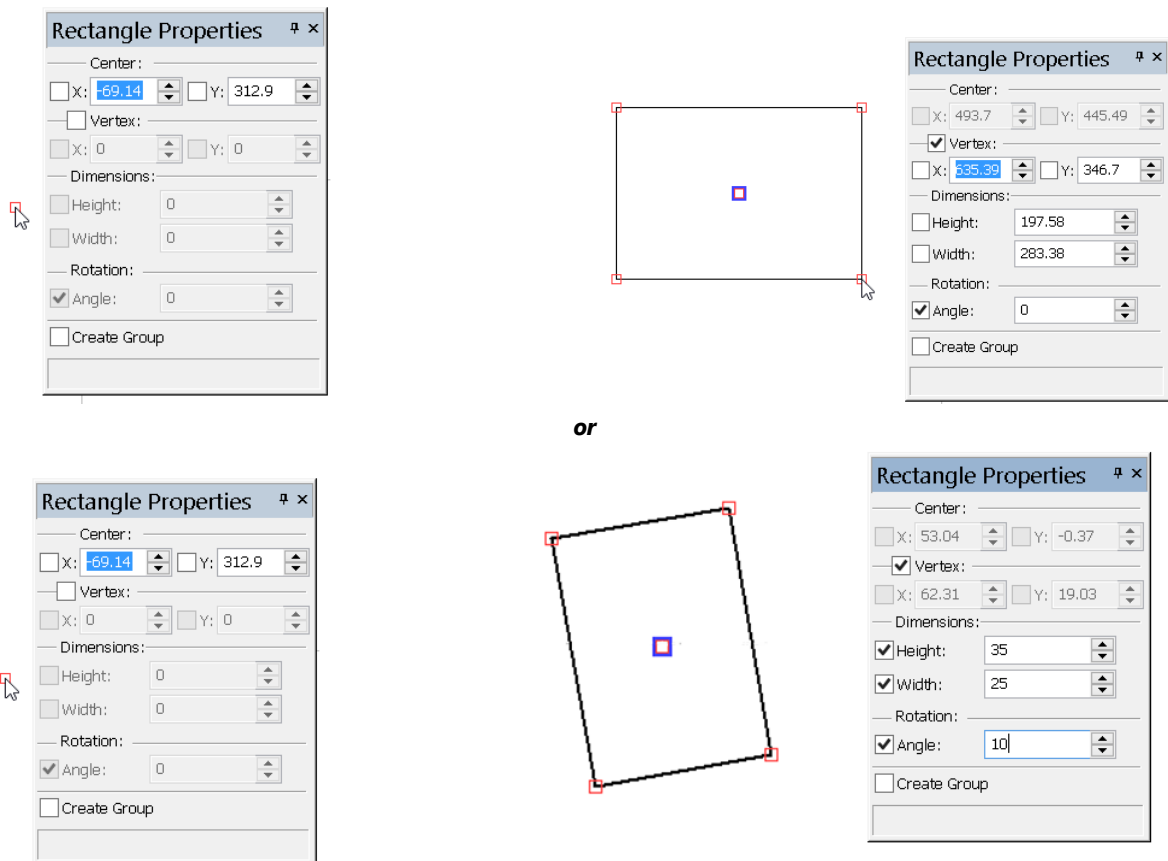 Rectangle Properties
Center:
X: -69.14 Y: 312.9
Vertex:
X: 0 Y: 0
Dimensions:
Height: 0
Width: 0
Rotation:
Angle: 0
Create Group
Rectangle Properties
Center:
X: 493.7 Y: 445.49
Vertex:
X: 635.39 Y: 346.7
Dimensions:
Height: 197.58
Width: 283.38
Rotation:
Angle: 0
Create Group
or
Rectangle Properties
Center:
X: -69.14 Y: 312.9
Vertex:
X: 0 Y: 0
Dimensions:
Height: 0
Width: 0
Rotation:
Angle: 0
Create Group
Rectangle Properties
Center:
X: 53.04 Y: -0.37
Vertex:
X: 62.31 Y: 19.03
Dimensions:
Height: 35
Width: 25
Rotation:
Angle: 10
Create Group